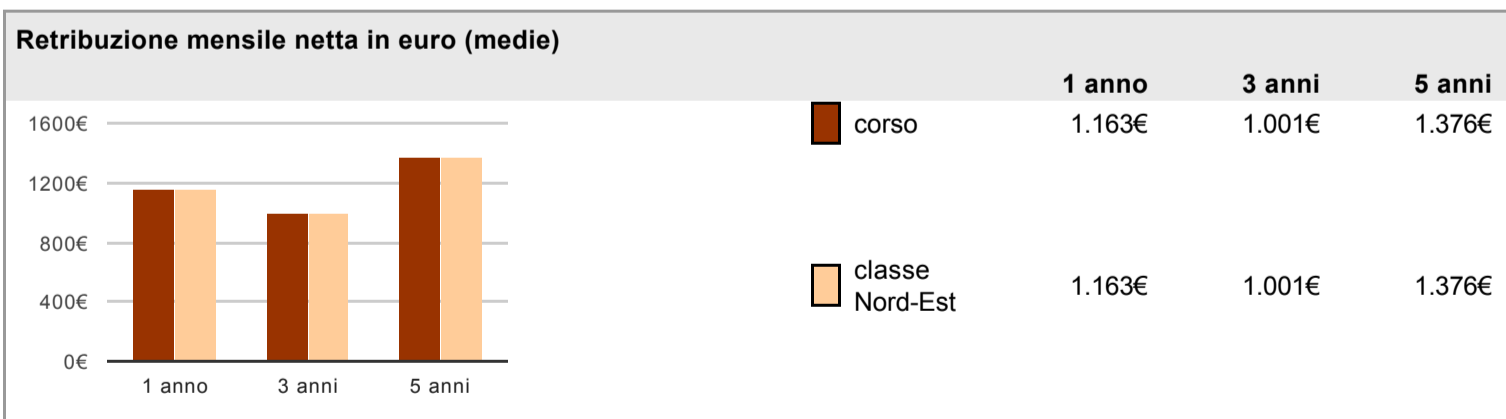 Retribuzione mensile netta in euro (medie)
1 anno 3 anni 5 anni
corso 1.163€ 1.001€ 1.376€
classe
Nord-Est 1.163€ 1.001€ 1.376€
1600€
1200€
800€
400€
0€
1 anno 3 anni 5 anni